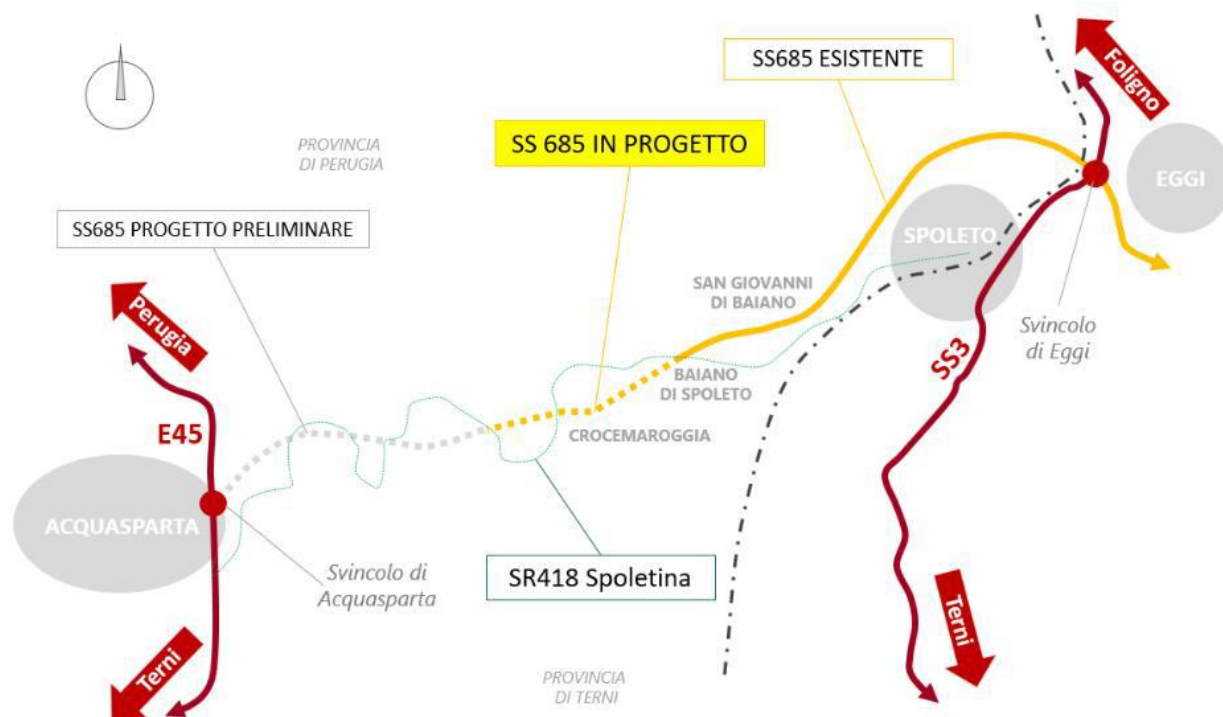 SS685 ESISTENTE
Foligno
PROVINCIA
DI PERUGIA
SS 685 IN PROGETTO
EGGI
SS685 PROGETTO PRELIMINARE
SPOLETO
SAN GIOVANNI
DI BAIANO
Perugia
Svincolo
di Eggi
SS3
BAIANO
DI SPOLETO
E45
CROCEMAROGGIA
ACQUASPARTA
Svincolo di
Acquasparta
SR418 Spoletina
Terni
Terni
PROVINCIA
DI TERNI